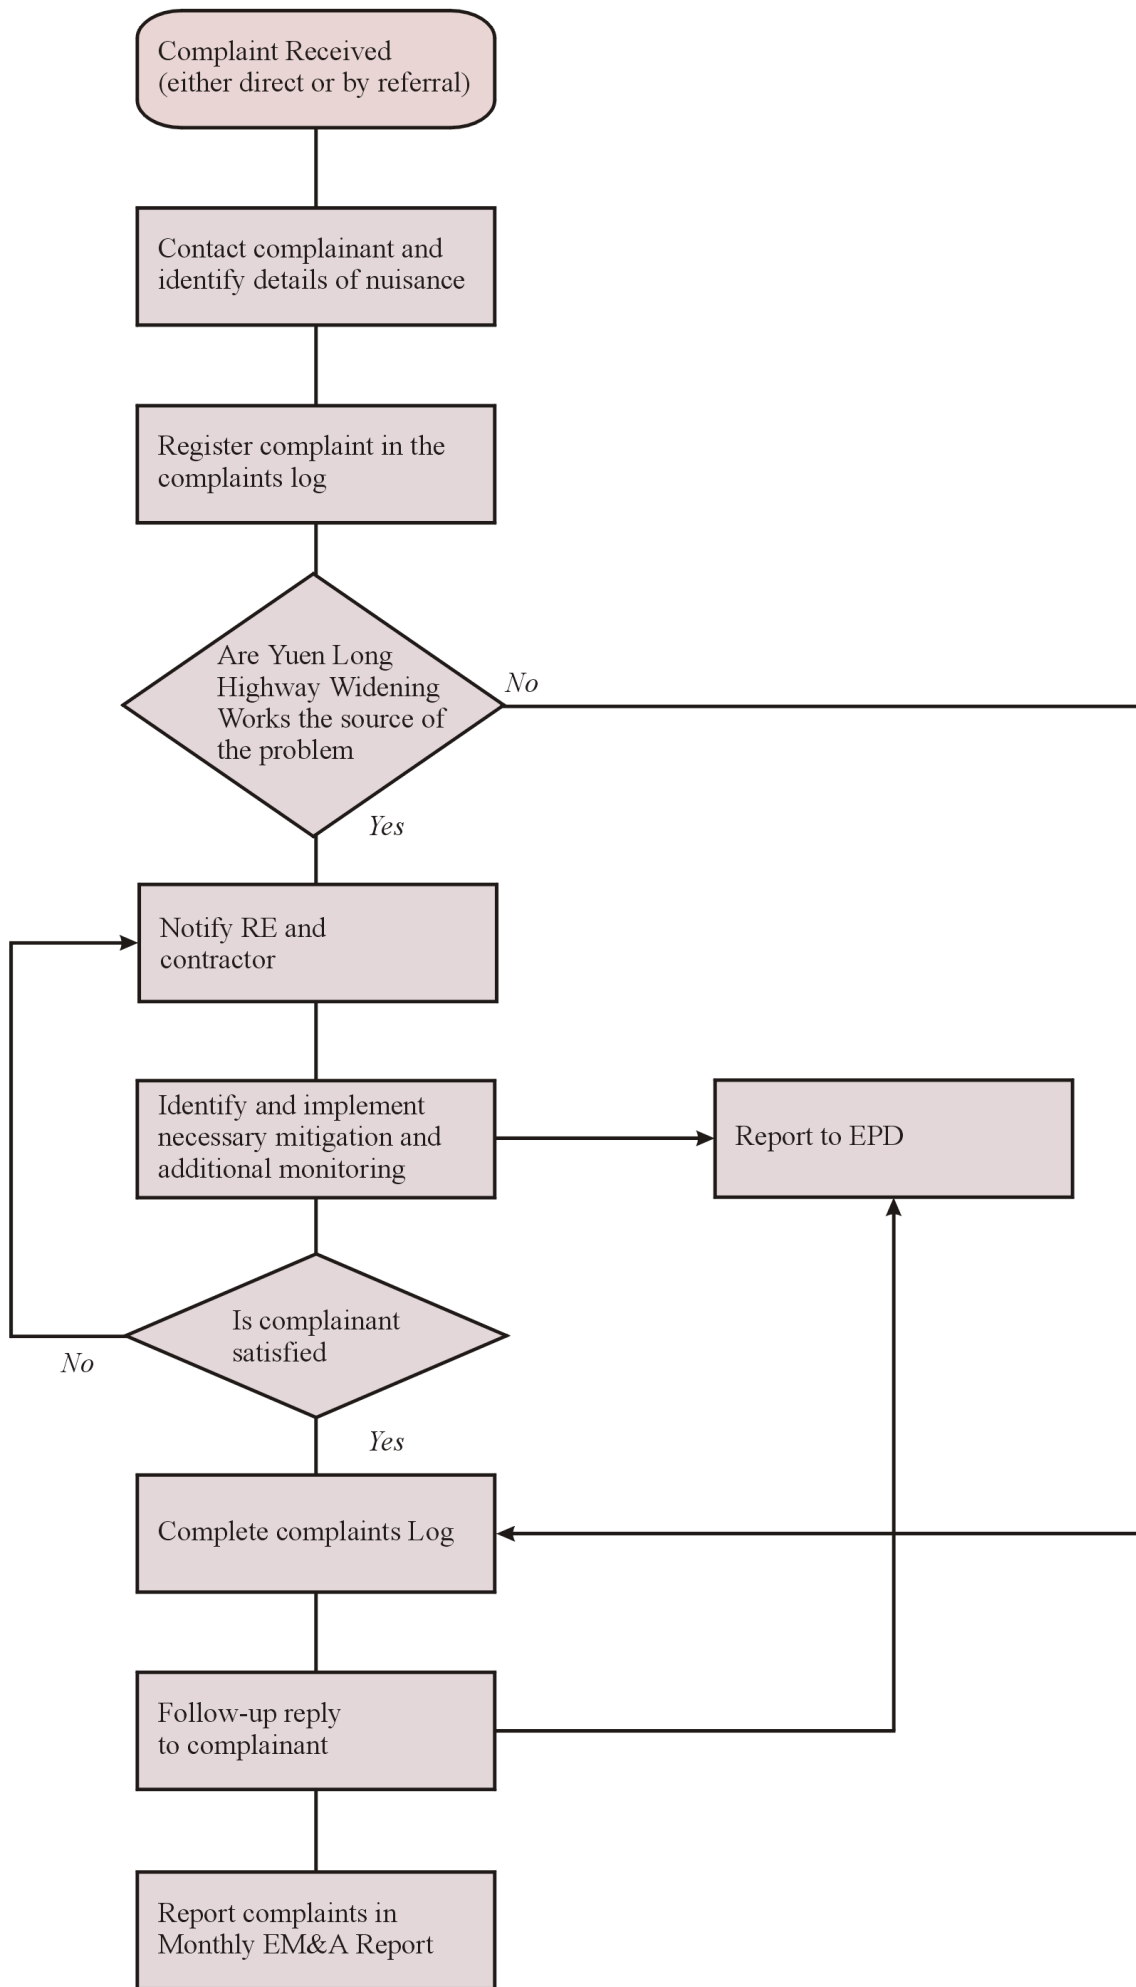 Complaint Received
(either direct or by referral)
Contact complainant and
identify details of nuisance
Register complaint in the
complaints log
Are Yuen Long
Highway Widening
Works the source of
the problem
No
Yes
Notify RE and
contractor
Identify and implement
necessary mitigation and
additional monitoring
Report to EPD
Is complainant
satisfied
No
Yes
Complete complaints Log
Follow-up reply
to complainant
Report complaints in
Monthly EM&A Report